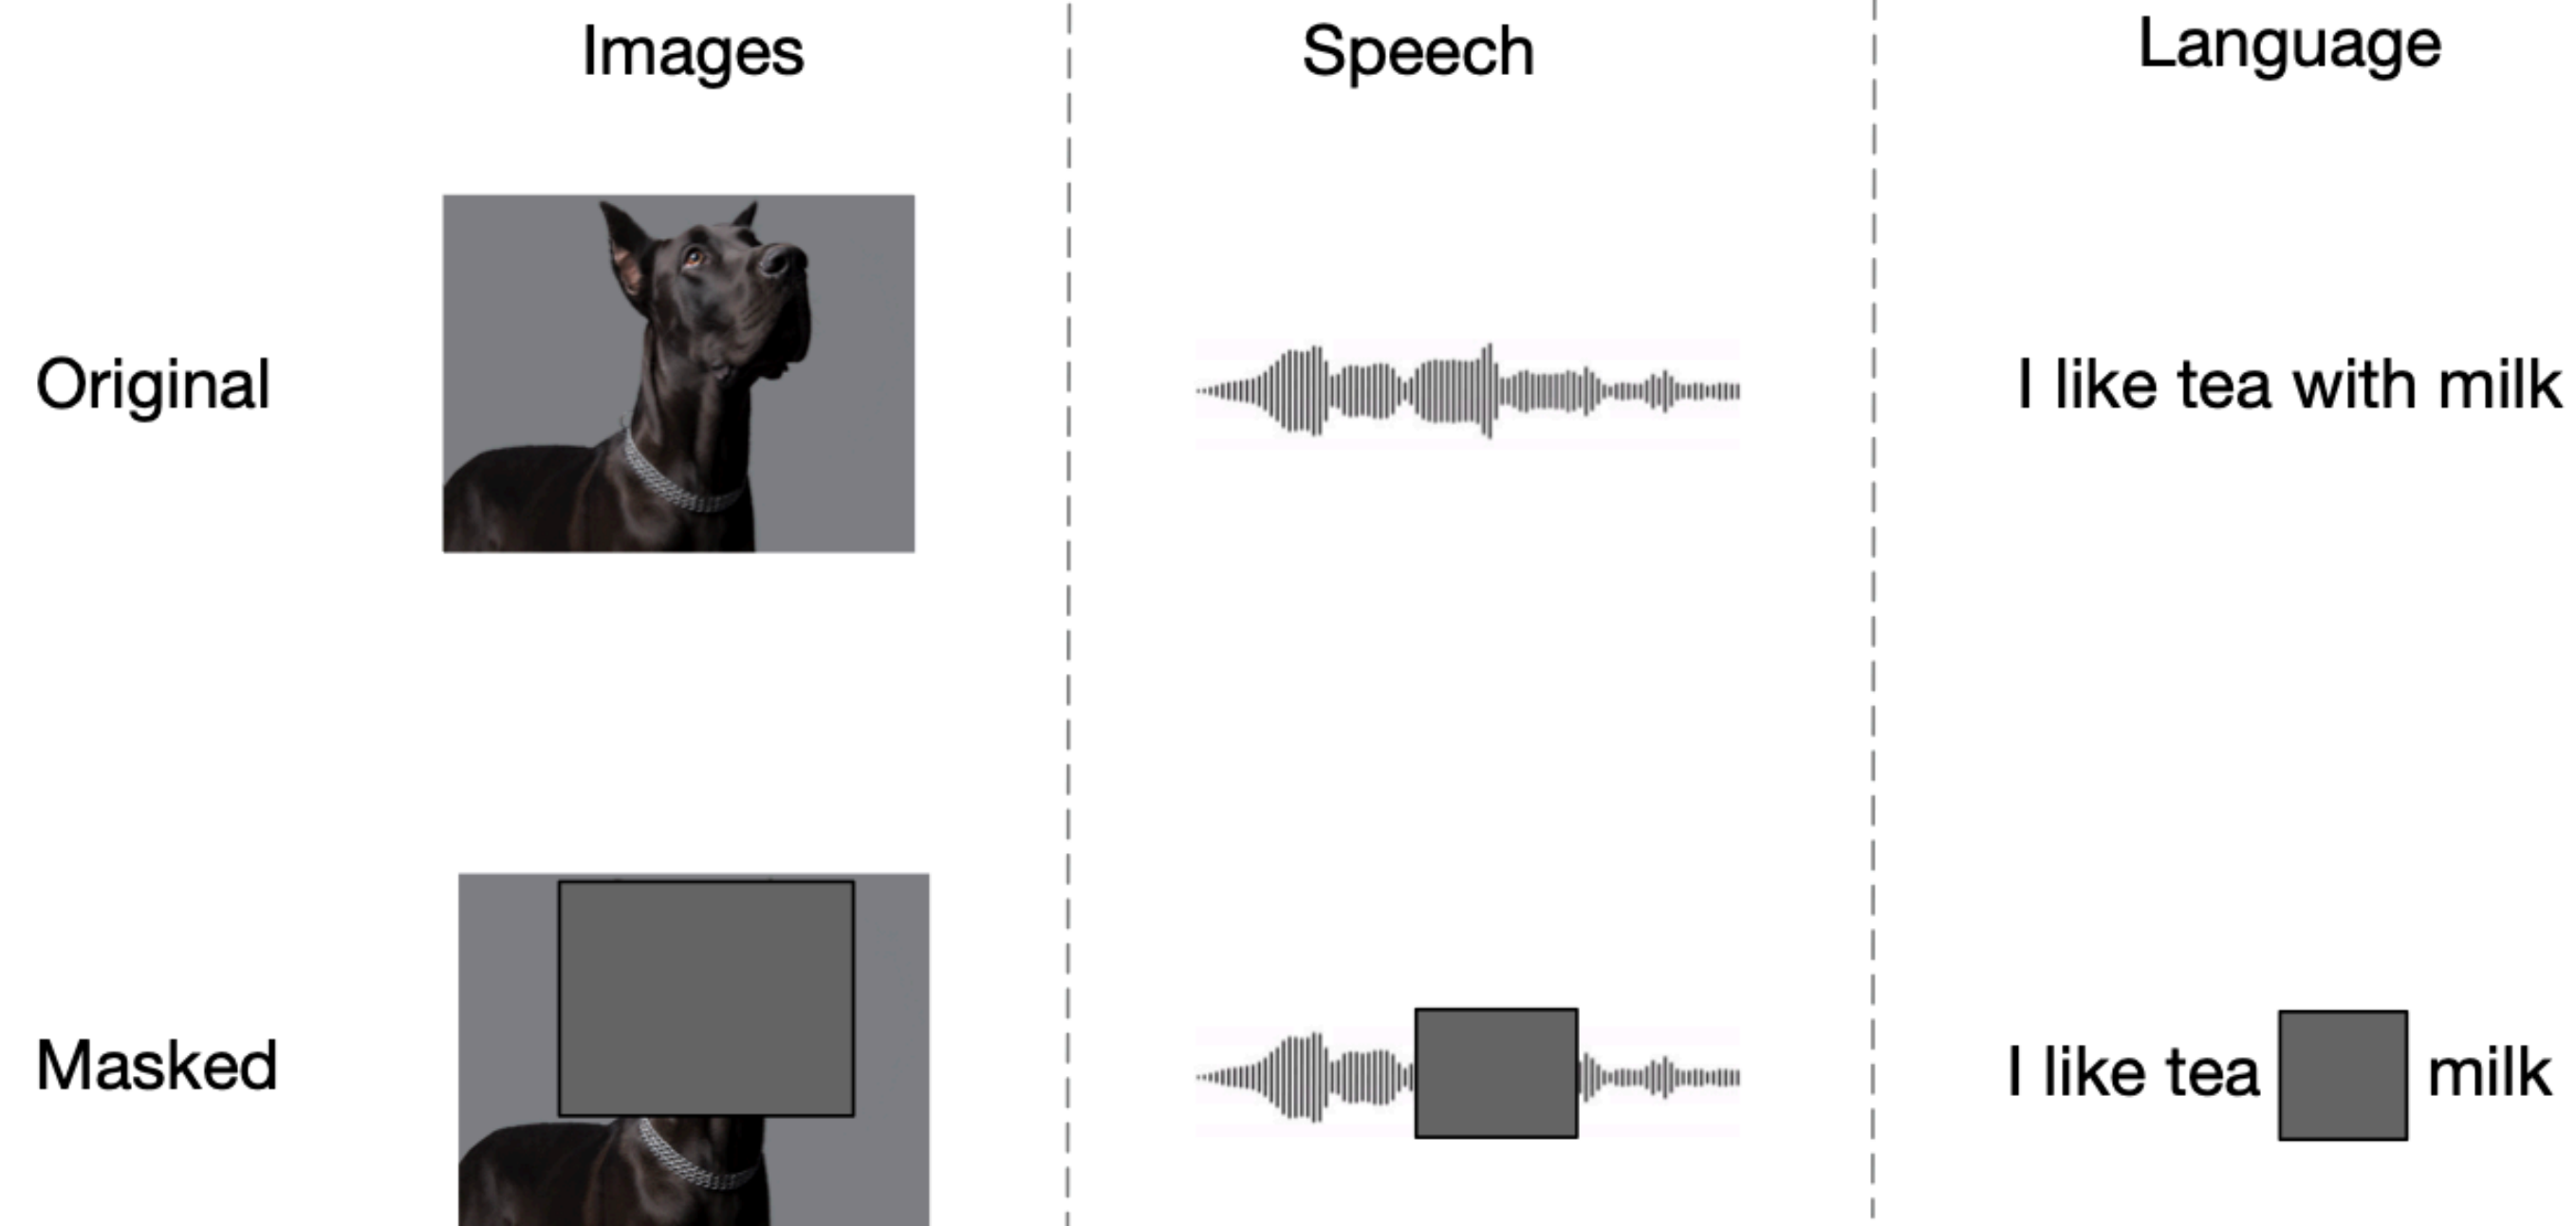 Images
Speech
Language
Original
I like tea with milk
Masked
I like tea milk